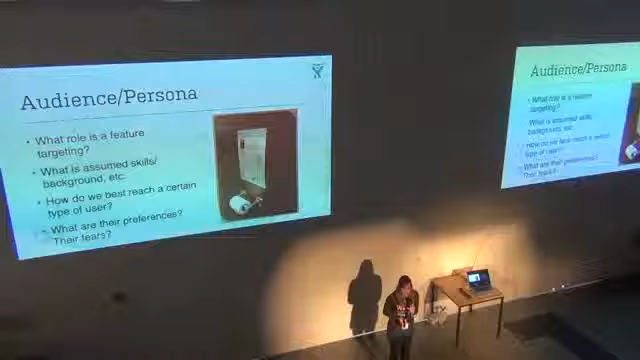 Audience/Persona
• What role is a feature
targeting?
• What is assumed skills/
background, etc.
• How do we best reach a certain
type of user?
• What are their preferences?
Their fears?
Audience/Persona
• What role is a feature
targeting?
What is assumed skills/
background, etc.
How do we best reach a certain
type of user?
What are their preferences?
Their fears?